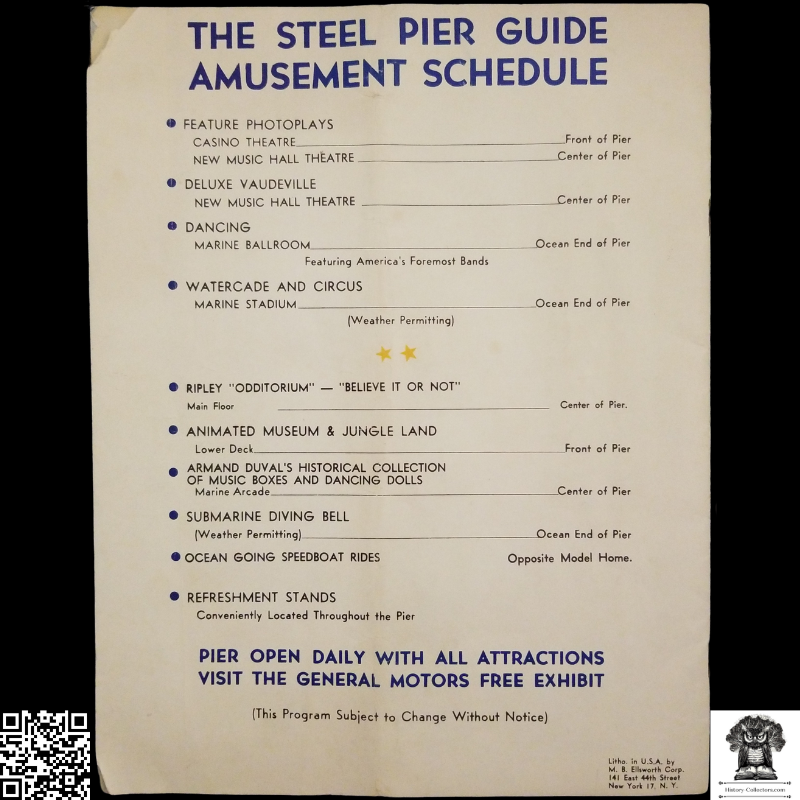 THE STEEL PIER GUIDE
AMUSEMENT SCHEDULE
FEATURE PHOTOPLAYS
CASINO THEATRE Front of Pier
NEW MUSIC HALL THEATRE Center of Pier
DELUXE VAUDEVILLE
NEW MUSIC HALL THEATRE Center of Pier
DANCING
MARINE BALLROOM Ocean End of Pier
Featuring America's Foremost Bands
WATERCADE AND CIRCUS
MARINE STADIUM Ocean End of Pier
(Weather Permitting)
RIPLEY "ODDITORIUM" — "BELIEVE IT OR NOT"
Main Floor Center of Pier.
ANIMATED MUSEUM & JUNGLE LAND
Lower Deck Front of Pier
ARMAND DUVAL'S HISTORICAL COLLECTION
OF MUSIC BOXES AND DANCING DOLLS
Marine Arcade Center of Pier
SUBMARINE DIVING BELL
(Weather Permitting) Ocean End of Pier
OCEAN GOING SPEEDBOAT RIDES Opposite Model Home.
REFRESHMENT STANDS
Conveniently Located Throughout the Pier
PIER OPEN DAILY WITH ALL ATTRACTIONS
VISIT THE GENERAL MOTORS FREE EXHIBIT
(This Program Subject to Change Without Notice)
Litho. in U.S.A. by
M. B. Ellsworth Corp.
141 East 44th Street
New York 17, N. Y.
History-Collectors.com